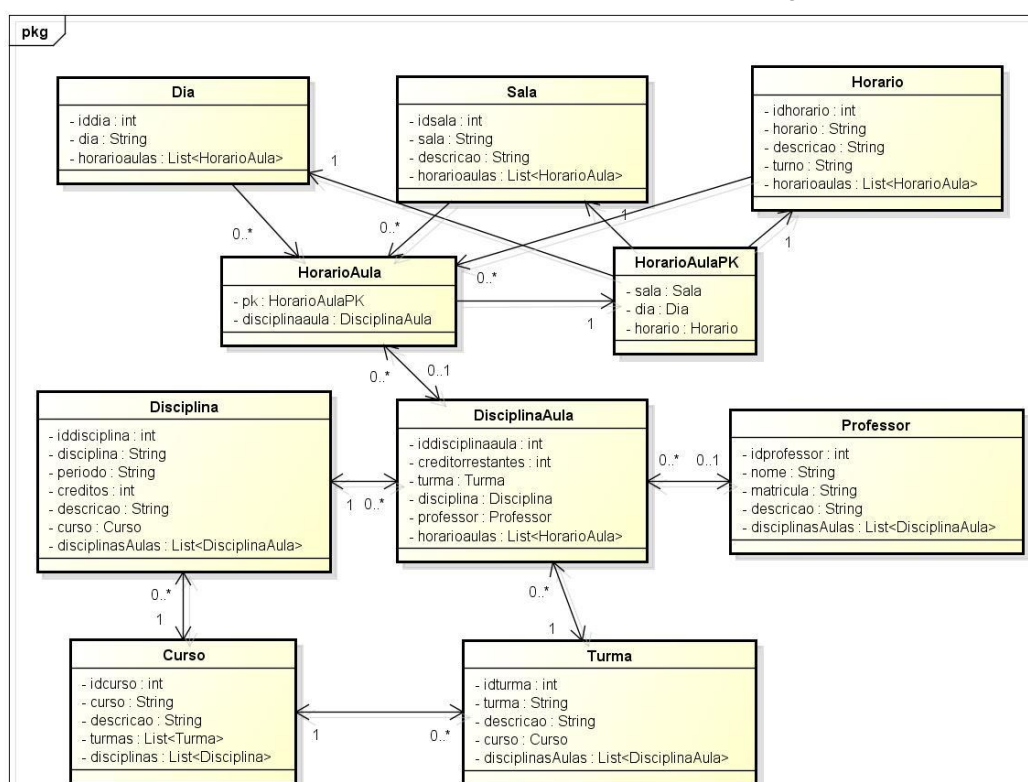 pkg
Dia
- iddia : int
- dia : String
- horarioaulas : List<HorarioAula>
Sala
- idsala : int
- sala : String
- descricao : String
- horarioaulas : List<HorarioAula>
Horario
- idhorario : int
- horario : String
- descricao : String
- turno : String
- horarioaulas : List<HorarioAula>
1
1
1
0..*
0..*
0..*
HorarioAula
- pk : HorarioAulaPK
- disciplinaaula : DisciplinaAula
HorarioAulaPK
- sala : Sala
- dia : Dia
- horario : Horario
1
0..*
0..1
Disciplina
- iddisciplina : int
- disciplina : String
- periodo : String
- creditos : int
- descricao : String
- curso : Curso
- disciplinasAulas : List<DisciplinaAula>
1
0..*
DisciplinaAula
- iddisciplinaaula : int
- creditorrestantes : int
- turma : Turma
- disciplina : Disciplina
- professor : Professor
- horarioaulas : List<HorarioAula>
0..*
0..1
Professor
- idprofessor : int
- nome : String
- matricula : String
- descricao : String
- disciplinasAulas : List<DisciplinaAula>
0..*
1
0..*
1
Curso
- idcurso : int
- curso : String
- descricao : String
- turmas : List<Turma>
- disciplinas : List<Disciplina>
1
0..*
Turma
- idturma : int
- turma : String
- descricao : String
- curso : Curso
- disciplinasAulas : List<DisciplinaAula>